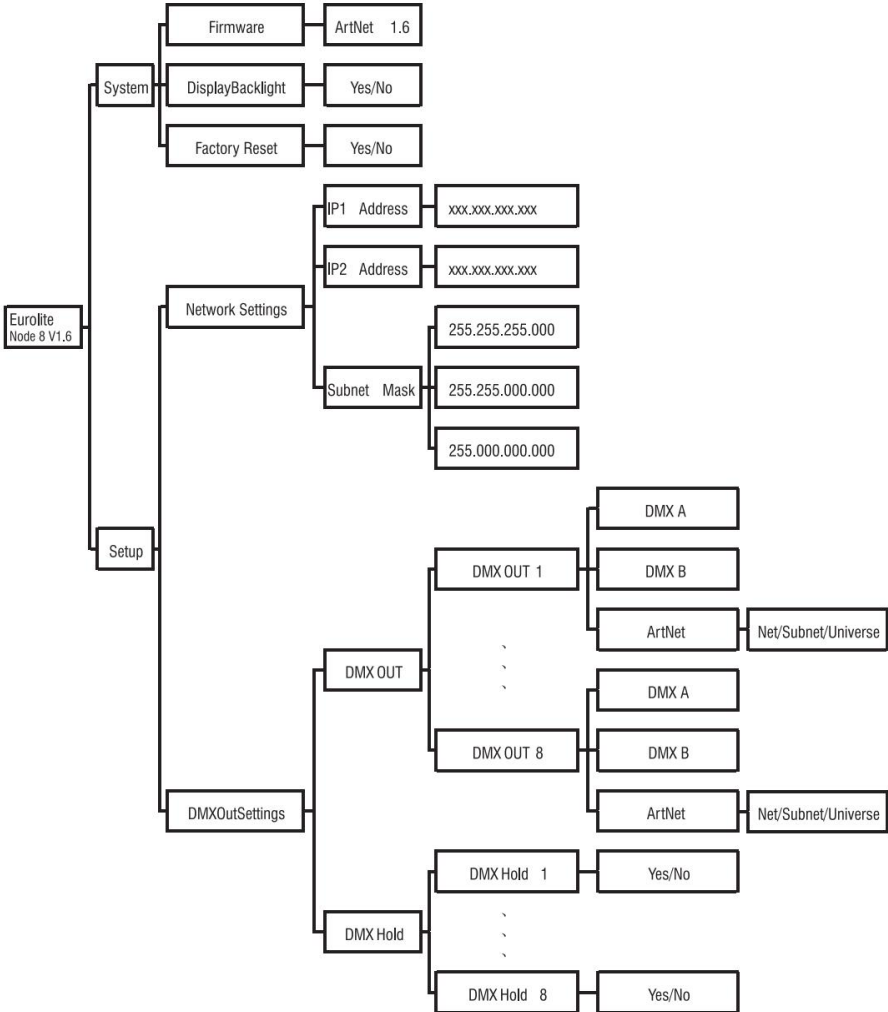 Firmware
ArtNet 1.6
System
DisplayBacklight
Yes/No
Factory Reset
Yes/No
IP1 Address
xxx.xxx.xxx.xxx
IP2 Address
xxx.xxx.xxx.xxx
Network Settings
Eurolite
Node 8 V1.6
255.255.255.000
Subnet Mask
255.255.000.000
255.000.000.000
DMX A
Setup
DMX OUT 1
DMX B
ArtNet
Net/Subnet/Universe
DMX OUT
DMX A
DMX OUT 8
DMX B
DMXOutSettings
ArtNet
Net/Subnet/Universe
DMX Hold 1
Yes/No
DMX Hold
DMX Hold 8
Yes/No